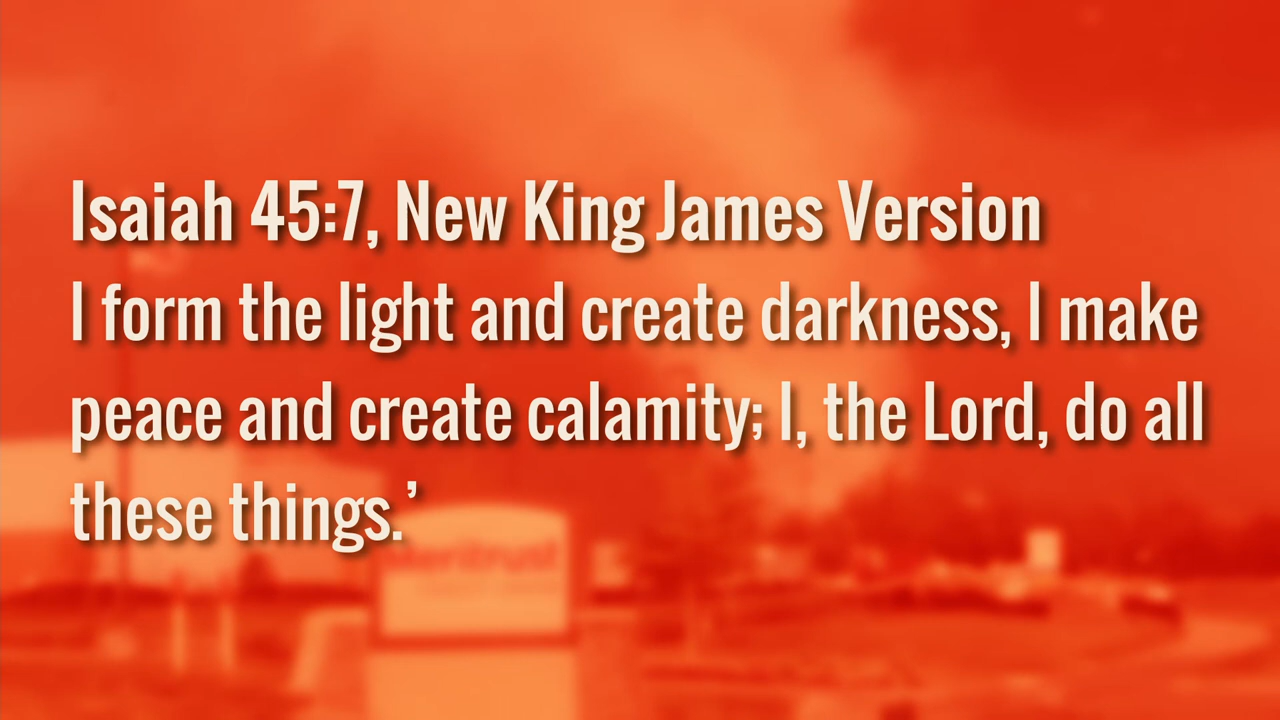 Isaiah 45:7, New King James Version
I form the light and create darkness, I make
peace and create calamity; I, the Lord, do all
these things.’
Meritrust